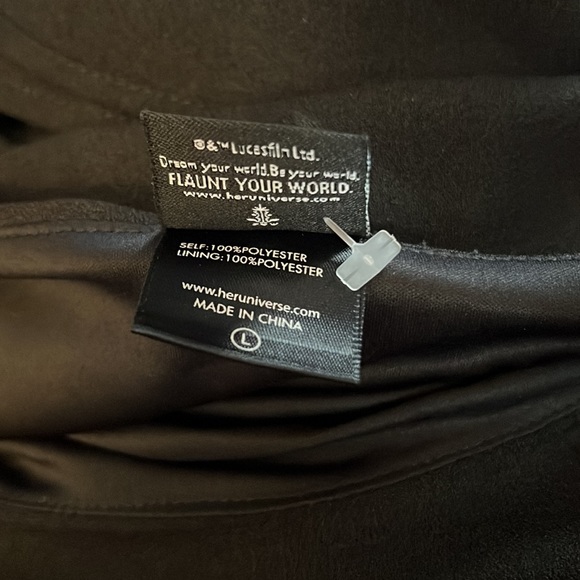 ©&™ Lucasfilm Ltd.
Dream your world.Be your world.
FLAUNT YOUR WORLD.
www.heruniverse.com
SELF:100%POLYESTER
LINING:100%POLYESTER
www.heruniverse.com
MADE IN CHINA
L